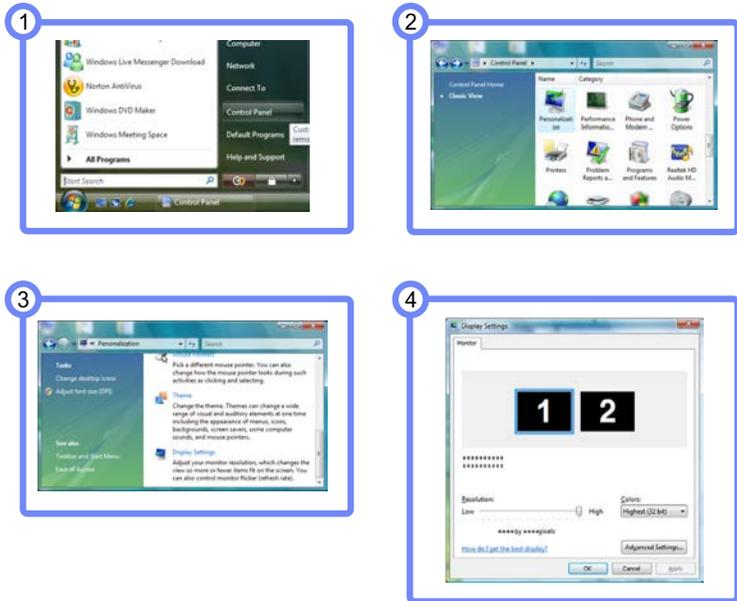 1
Computer
Windows Live Messenger Download
Network
Norton AntiVirus
Connect To
Windows DVD Maker
Control Panel
Windows Meeting Space
Default Programs
All Programs
Help and Support
Start Search
Control Panel
2
Control Panel
Search
Control Panel Home
Classic View
Name Category
Personalizati
on
Performance
Informatio...
Phone and
Modem ...
Power
Options
Printers
Problem
Reports a...
Programs
and Features
Realtek HD
Audio M...
3
Personalization
Search
Tasks
Change desktop icons
Adjust font size (DPI)
See also
Taskbar and Start Menu
Ease of Access
Mouse Pointers
Pick a different mouse pointer. You can also
change how the mouse pointer looks during such
activities as clicking and selecting.
Theme
Change the theme. Themes can change a wide
range of visual and auditory elements at one time
including the appearance of menus, icons,
backgrounds, screen savers, some computer
sounds, and mouse pointers.
Display Settings
Adjust your monitor resolution, which changes the
view so more or fewer items fit on the screen. You
can also control monitor flicker (refresh rate).
4
Display Settings
Monitor
1 2
**********
**********
Resolution:
Low High
****by ****pixels
Colors:
Highest (32 bit)
How do I get the best display?
Advanced Settings...
OK Cancel Apply